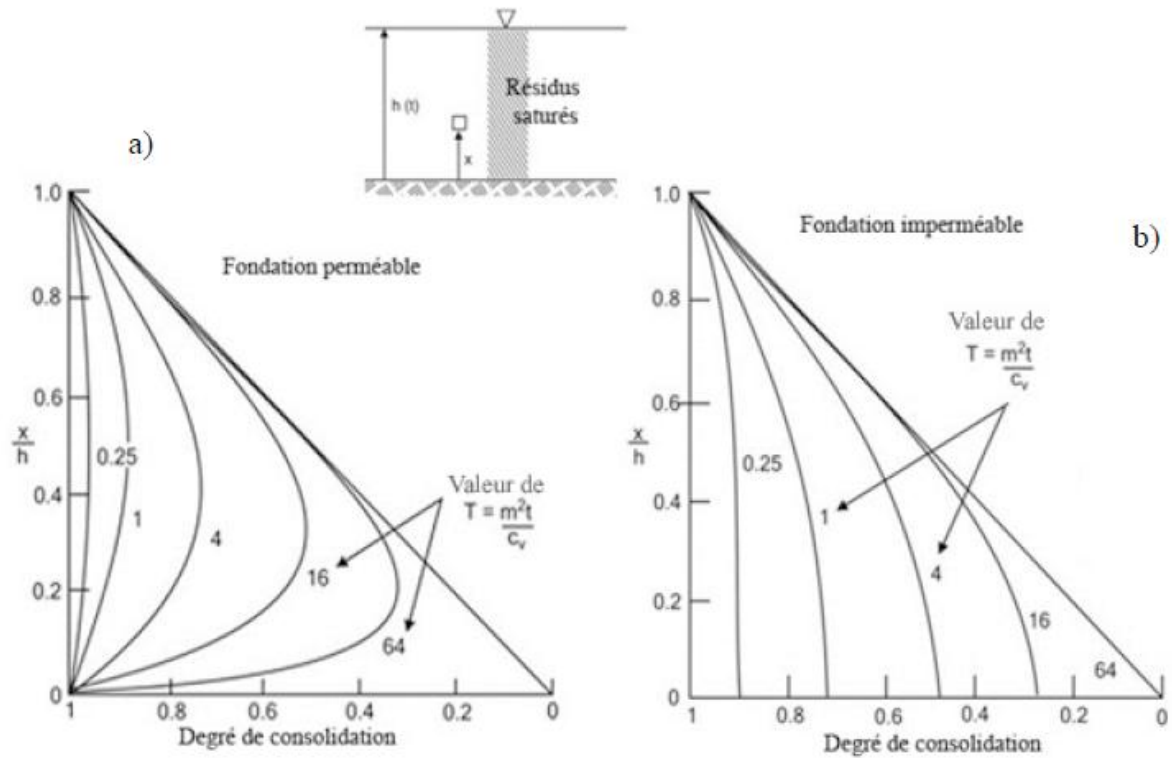 h (t)
x
Résidus
saturés
a)
1.0
0.8
0.6
x
h
0.4
0.2
0
1
0.8
0.6
0.4
0.2
0
Degré de consolidation
Fondation perméable
0.25
1
4
16
64
Valeur de
T = m²t
cᵥ
b)
1.0
0.8
0.6
x
h
0.4
0.2
0
1
0.8
0.6
0.4
0.2
0
Degré de consolidation
Fondation imperméable
Valeur de
T = m²t
cᵥ
0.25
1
4
16
64